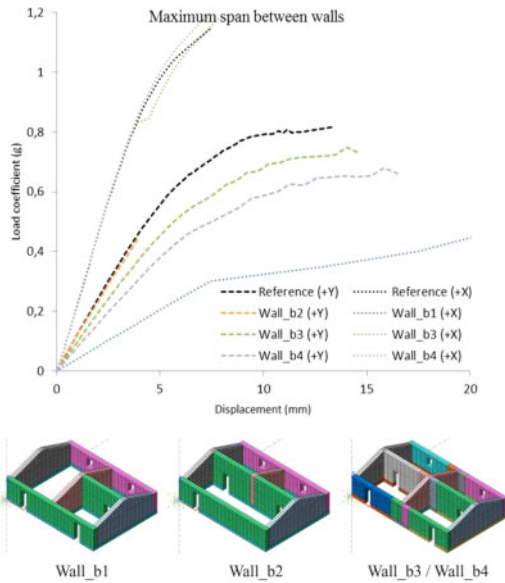 Maximum span between walls
1,2
1
0,8
0,6
0,4
0,2
0
Load coefficient (g)
Reference (+Y)
Reference (+X)
Wall_b2 (+Y)
Wall_b1 (+X)
Wall_b3 (+Y)
Wall_b3 (+X)
Wall_b4 (+Y)
Wall_b4 (+X)
0 5 10 15 20
Displacement (mm)
Wall_b1
Wall_b2
Wall_b3 / Wall_b4